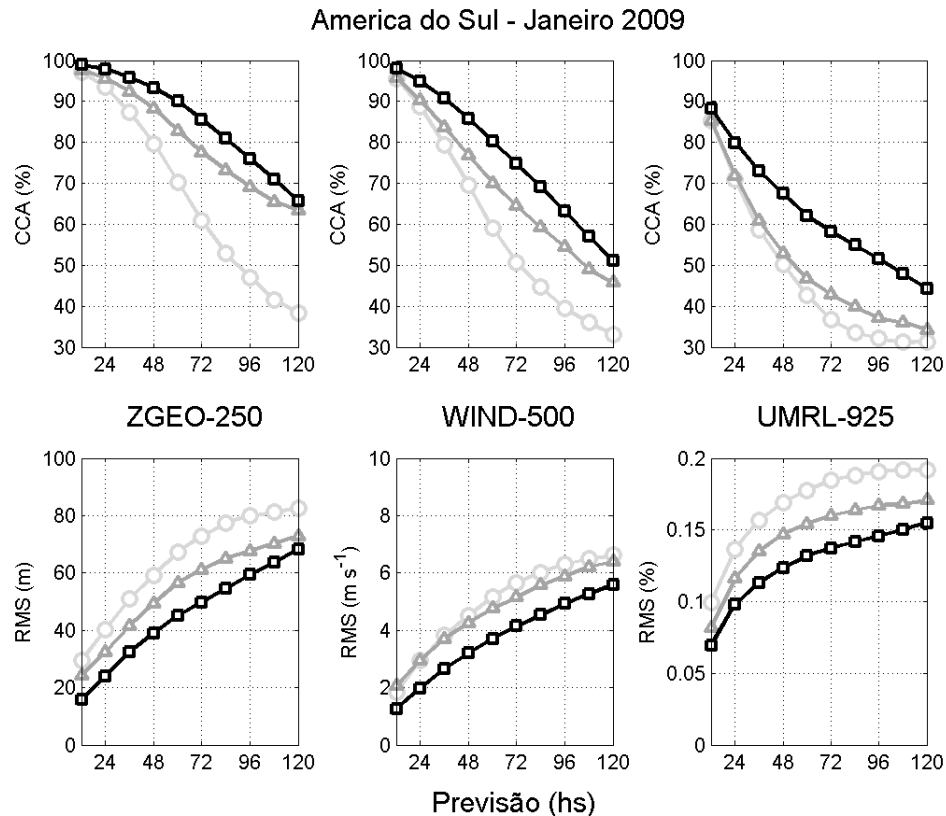 America do Sul - Janeiro 2009
100 100 100
90 90 90
80 80 80
70 70 70
60 60 60
50 50 50
40 40 40
30 30 30
CCA (%) CCA (%) CCA (%)
24 48 72 96 120 24 48 72 96 120 24 48 72 96 120
ZGEO-250 WIND-500 UMRL-925
100 10 0.2
80 8 0.15
60 6 0.1
40 4 0.05
20 2
0 0 0
RMS (m) RMS (m s⁻¹) RMS (%)
24 48 72 96 120 24 48 72 96 120 24 48 72 96 120
Previsão (hs)